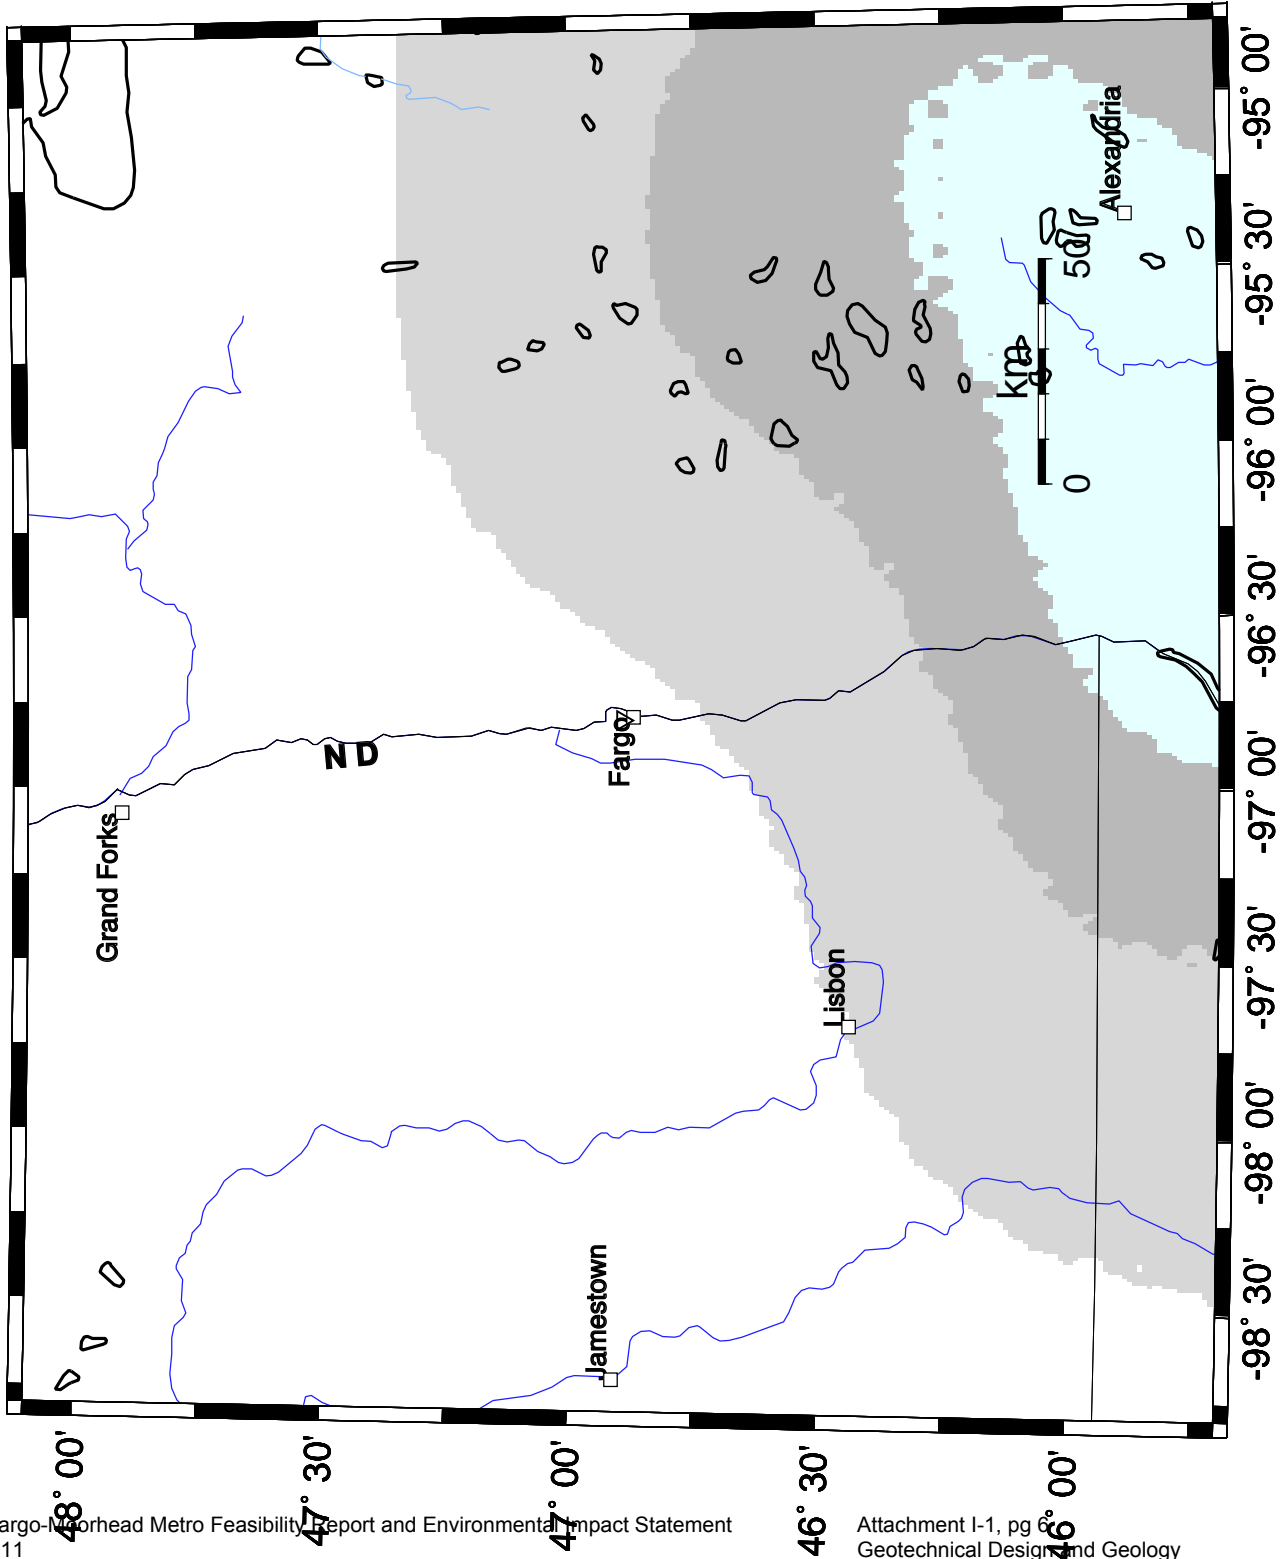 48° 00'
47° 30'
47° 00'
46° 30'
46° 00'
-98° 30'
-98° 00'
-97° 30'
-97° 00'
-96° 30'
-96° 00'
-95° 30'
-95° 00'
Grand Forks
N D
Fargo
Lisbon
Jamestown
Alexandria
km
0
50
argo-Moorhead Metro Feasibility Report and Environmental Impact Statement
11
Attachment I-1, pg 6
Geotechnical Design and Geology